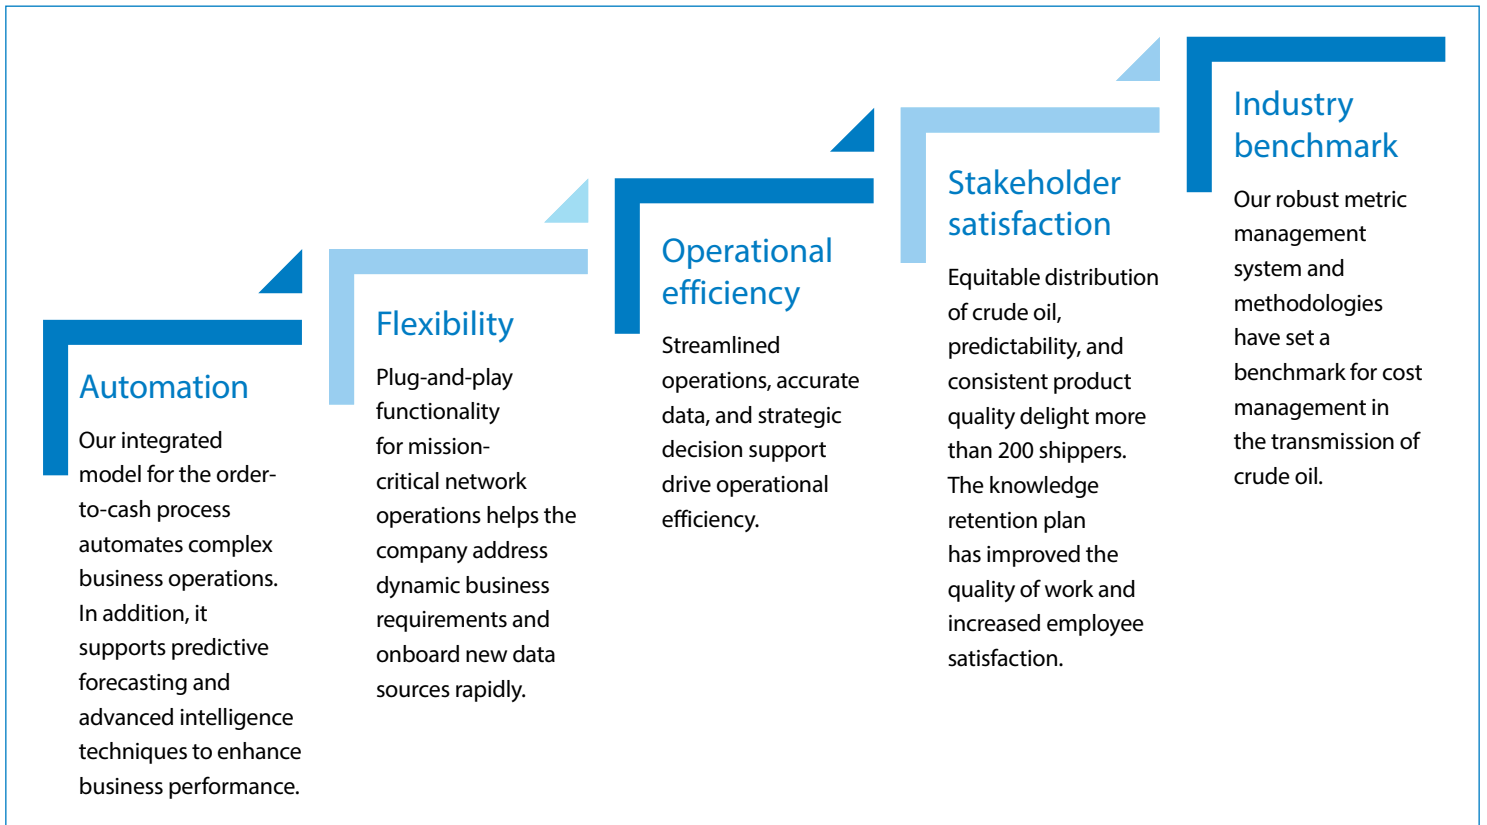 Automation
Our integrated
model for the order-
to-cash process
automates complex
business operations.
In addition, it
supports predictive
forecasting and
advanced intelligence
techniques to enhance
business performance.
Flexibility
Plug-and-play
functionality
for mission-
critical network
operations helps the
company address
dynamic business
requirements and
onboard new data
sources rapidly.
Operational
efficiency
Streamlined
operations, accurate
data, and strategic
decision support
drive operational
efficiency.
Stakeholder
satisfaction
Equitable distribution
of crude oil,
predictability, and
consistent product
quality delight more
than 200 shippers.
The knowledge
retention plan
has improved the
quality of work and
increased employee
satisfaction.
Industry
benchmark
Our robust metric
management
system and
methodologies
have set a
benchmark for cost
management in
the transmission of
crude oil.